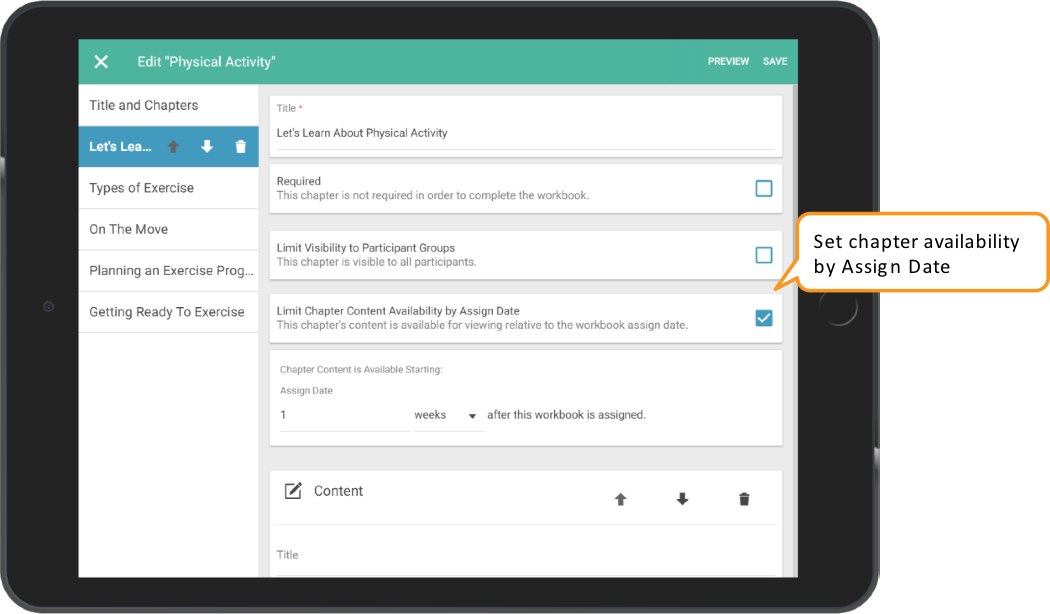 Edit "Physical Activity"
PREVIEW SAVE
Title and Chapters
Let's Lea...
Types of Exercise
On The Move
Planning an Exercise Prog...
Getting Ready To Exercise
Title *
Let's Learn About Physical Activity
Required
This chapter is not required in order to complete the workbook.
Limit Visibility to Participant Groups
This chapter is visible to all participants.
Limit Chapter Content Availability by Assign Date
This chapter's content is available for viewing relative to the workbook assign date.
Chapter Content is Available Starting:
Assign Date
1 weeks after this workbook is assigned.
Content
Title
Set chapter availability
by Assign Date